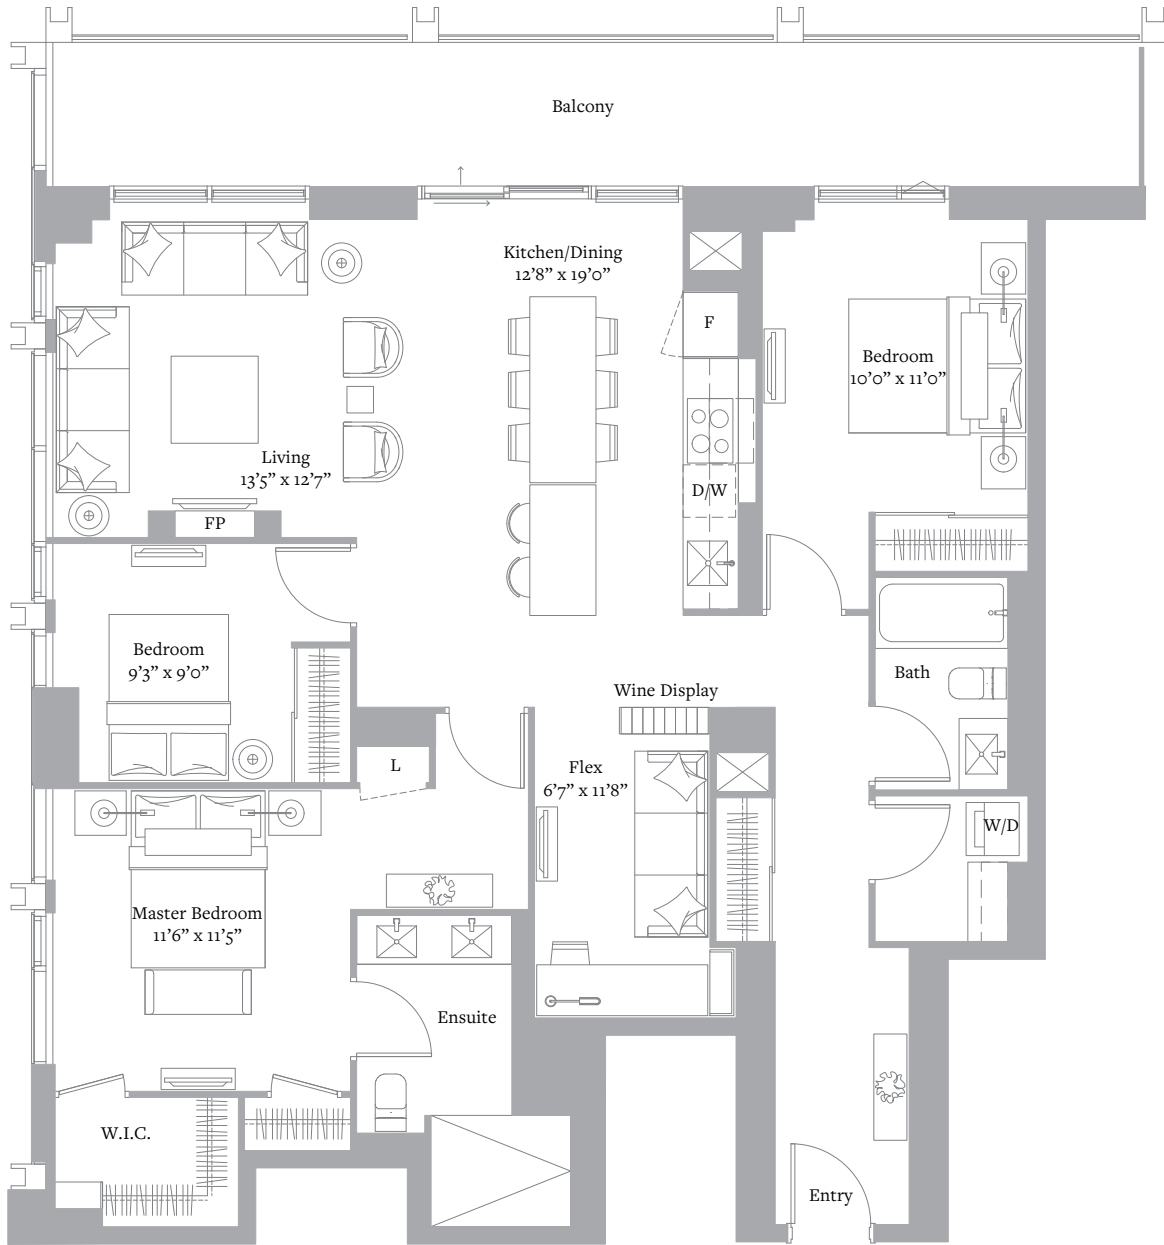 Balcony
Kitchen/Dining
12’8” x 19’0”
F
Bedroom
10’0” x 11’0”
Living
13’5” x 12’7”
D/W
FP
Bedroom
9’3” x 9’0”
Bath
Wine Display
L
Flex
6’7” x 11’8”
W/D
Master Bedroom
11’6” x 11’5”
Ensuite
W.I.C.
Entry